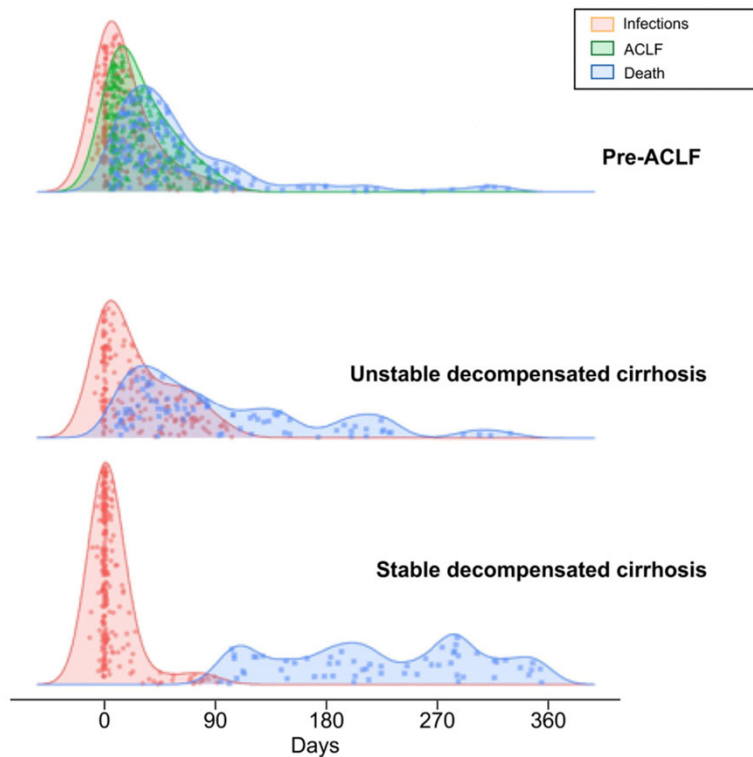 Infections
ACLF
Death
Pre-ACLF
Unstable decompensated cirrhosis
Stable decompensated cirrhosis
0 90 180 270 360
Days